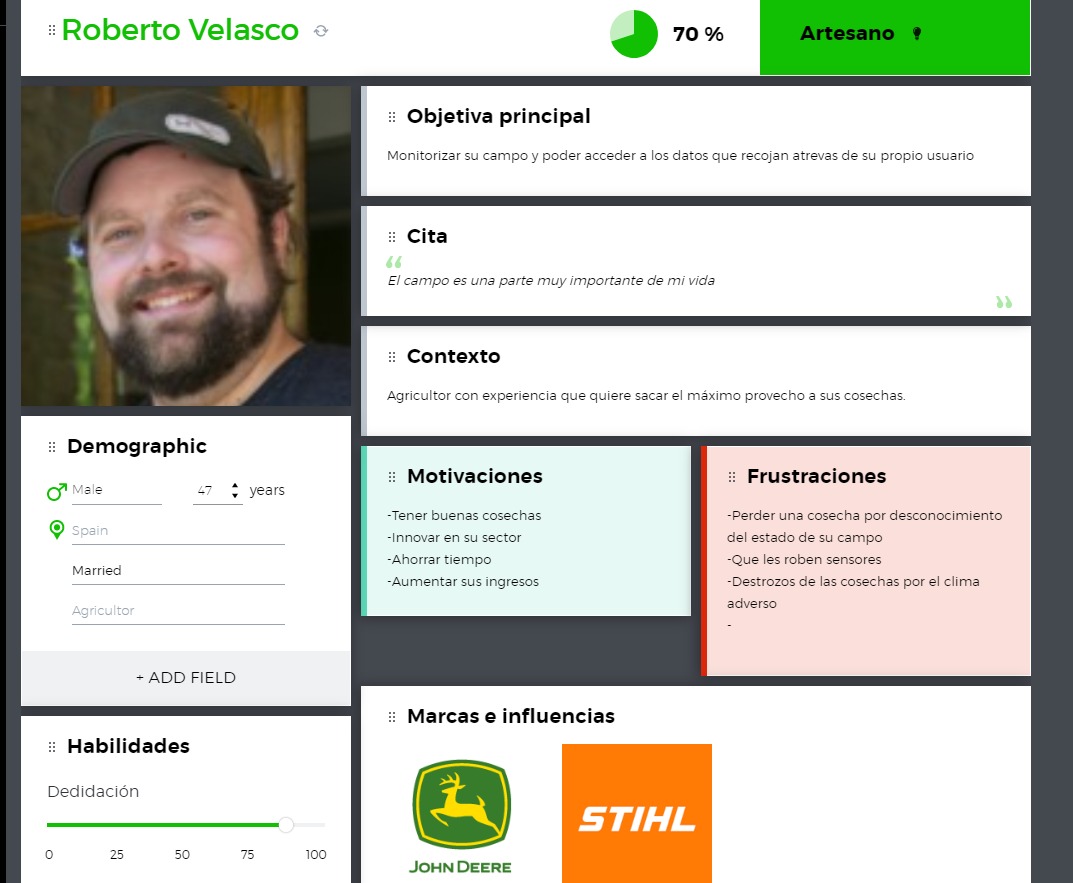 Roberto Velasco
70 %
Artesano
Objetiva principal
Monitorizar su campo y poder acceder a los datos que recojan atrevas de su propio usuario
Cita
“
El campo es una parte muy importante de mi vida
”
Contexto
Agricultor con experiencia que quiere sacar el máximo provecho a sus cosechas.
Demographic
Male 47 years
Spain
Married
Agricultor
+ ADD FIELD
Motivaciones
-Tener buenas cosechas
-Innovar en su sector
-Ahorrar tiempo
-Aumentar sus ingresos
Frustraciones
-Perder una cosecha por desconocimiento
del estado de su campo
-Que les roben sensores
-Destrozos de las cosechas por el clima
adverso
-
Habilidades
Dedidación
0 25 50 75 100
Marcas e influencias
JOHN DEERE
STIHL